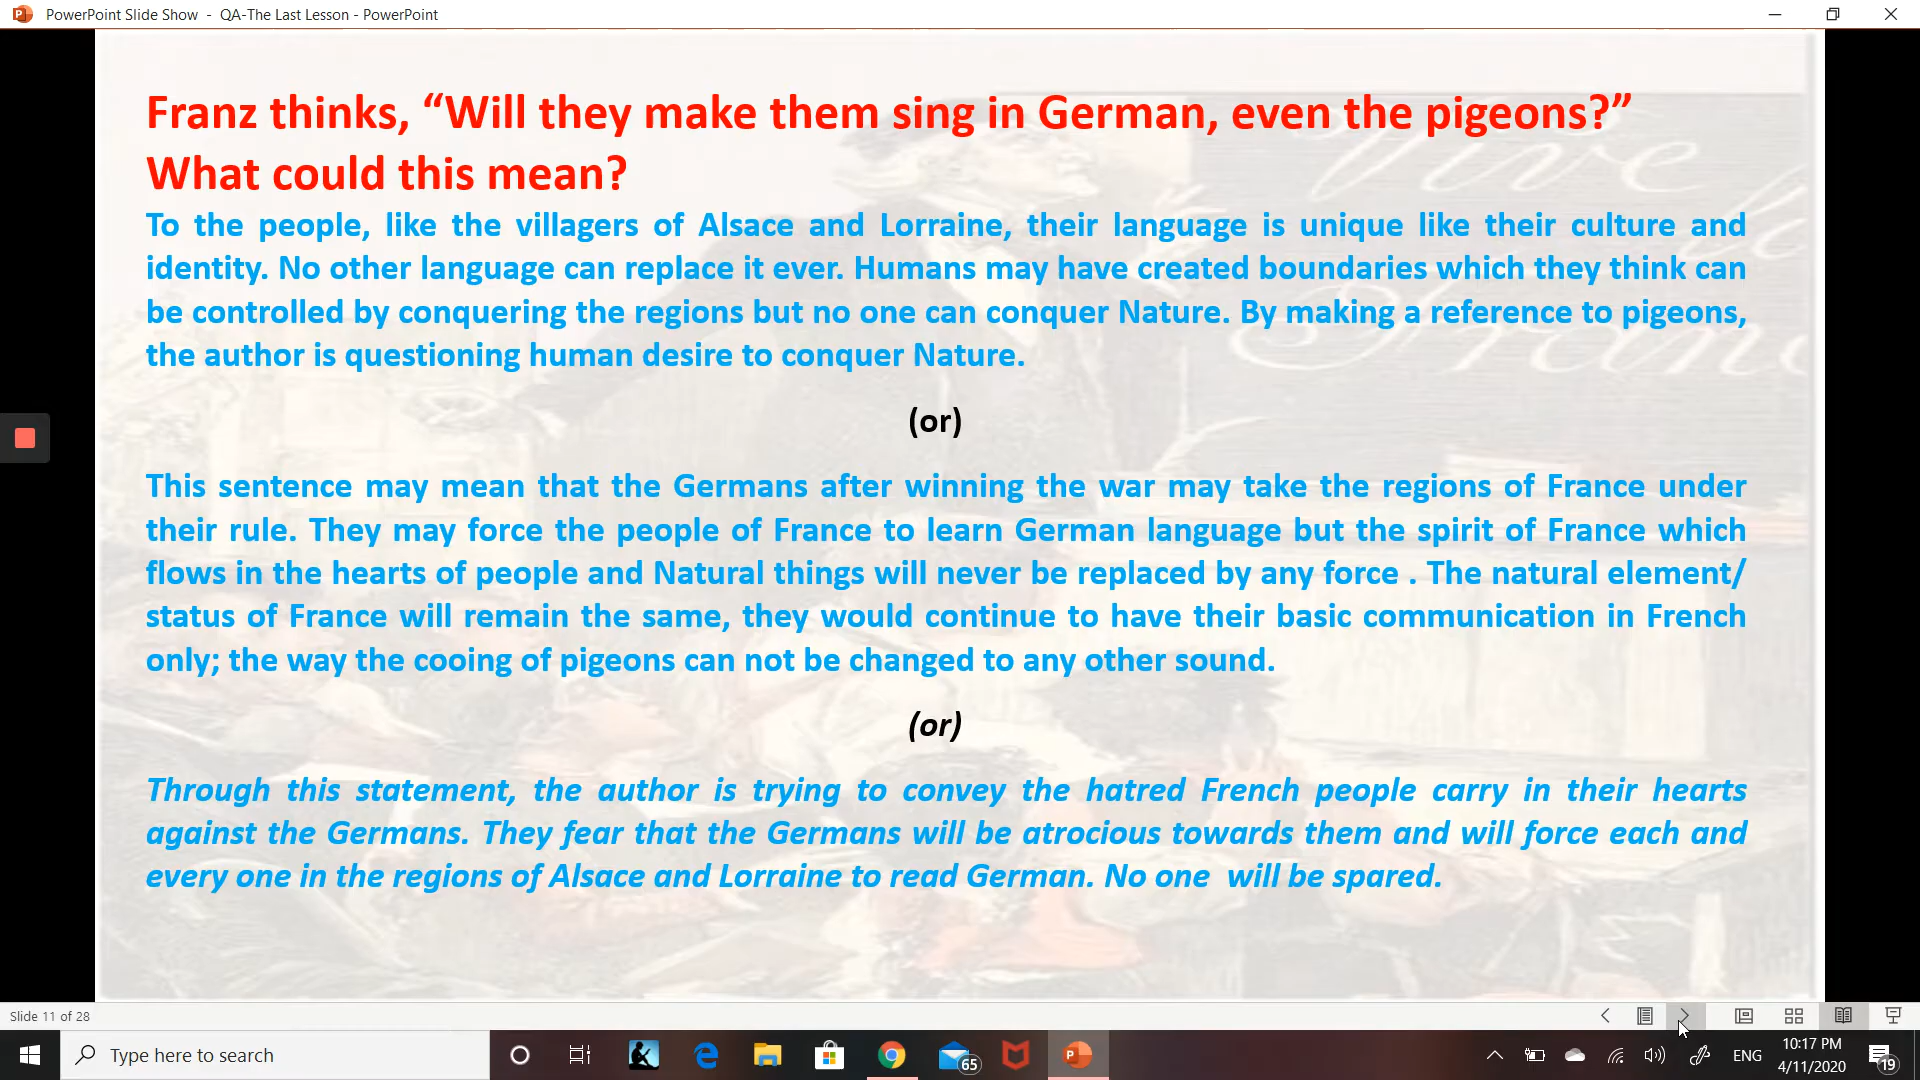 PowerPoint Slide Show - QA-The Last Lesson - PowerPoint
Franz thinks, “Will they make them sing in German, even the pigeons?”
What could this mean?
To the people, like the villagers of Alsace and Lorraine, their language is unique like their culture and
identity. No other language can replace it ever. Humans may have created boundaries which they think can
be controlled by conquering the regions but no one can conquer Nature. By making a reference to pigeons,
the author is questioning human desire to conquer Nature.
(or)
This sentence may mean that the Germans after winning the war may take the regions of France under
their rule. They may force the people of France to learn German language but the spirit of France which
flows in the hearts of people and Natural things will never be replaced by any force . The natural element/
status of France will remain the same, they would continue to have their basic communication in French
only; the way the cooing of pigeons can not be changed to any other sound.
(or)
Through this statement, the author is trying to convey the hatred French people carry in their hearts
against the Germans. They fear that the Germans will be atrocious towards them and will force each and
every one in the regions of Alsace and Lorraine to read German. No one will be spared.
Slide 11 of 28
Type here to search
65
ENG
10:17 PM
4/11/2020
19